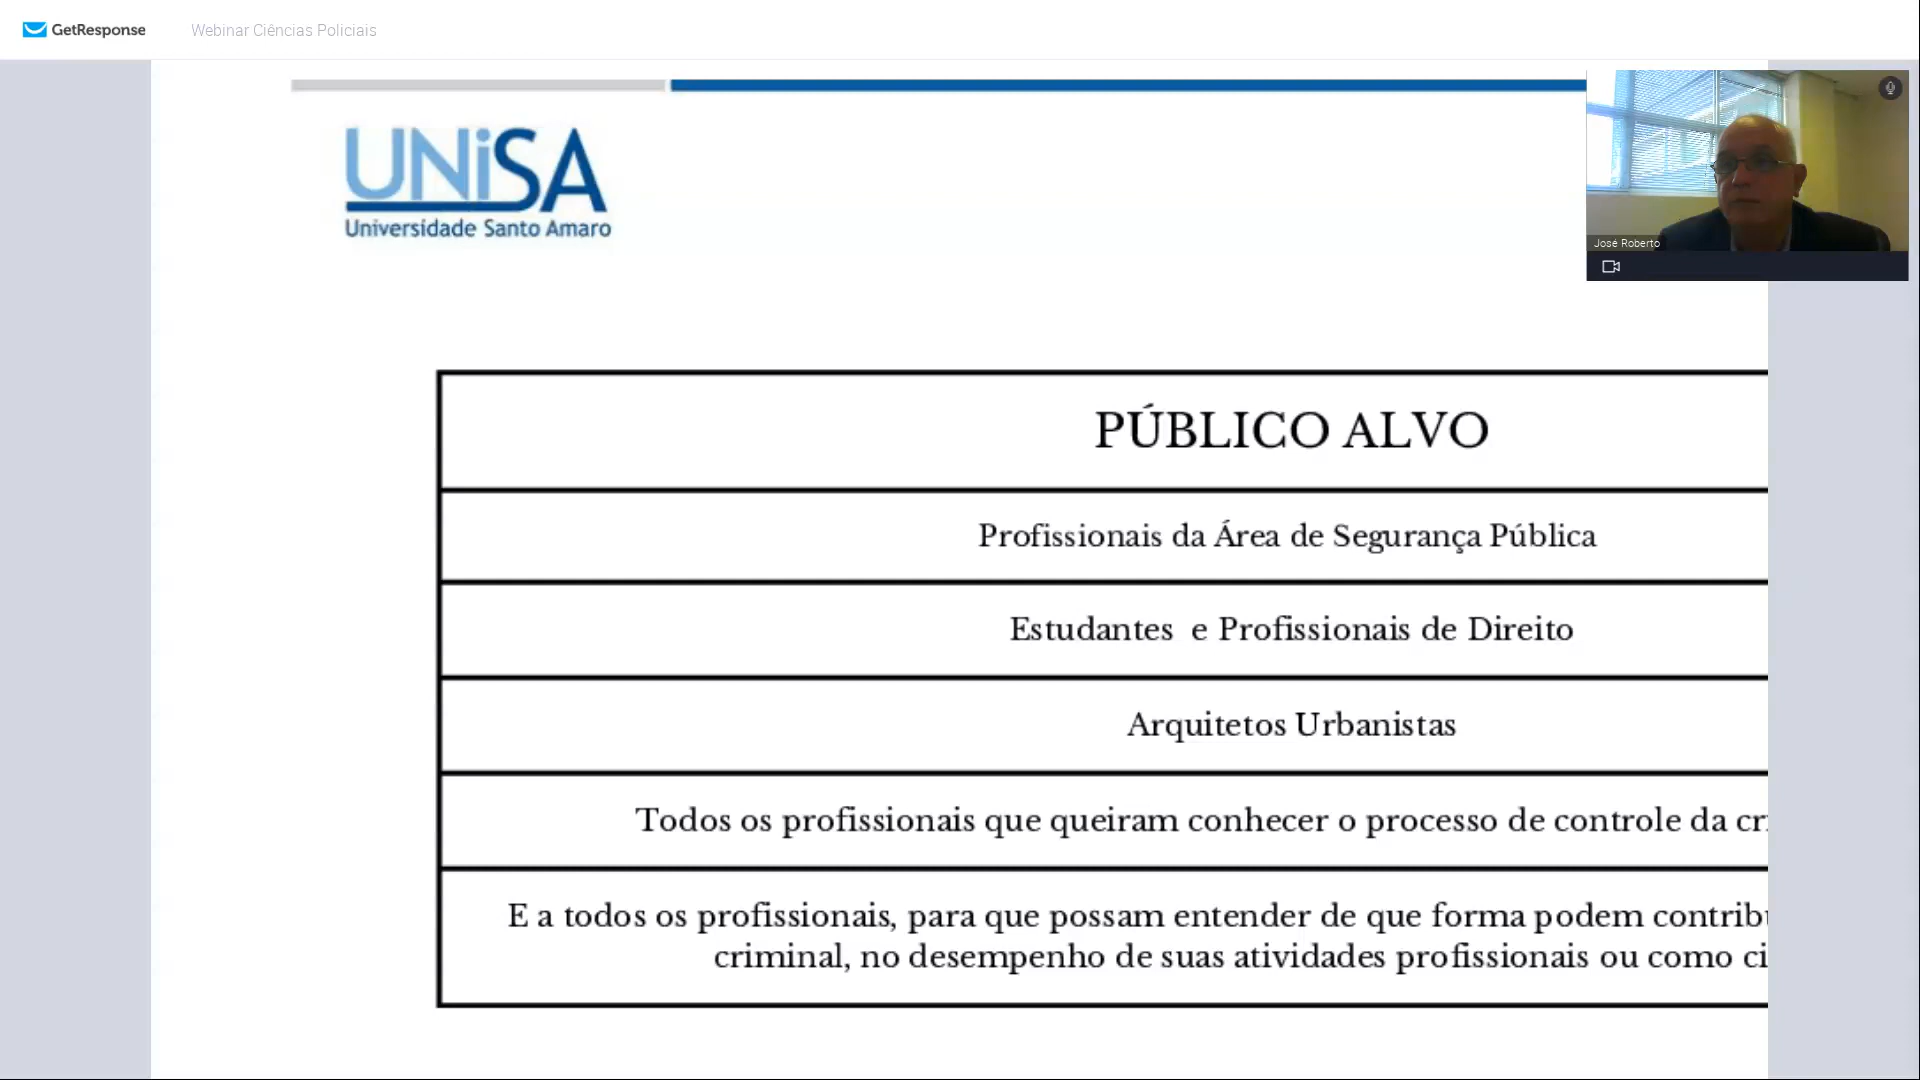 GetResponse
Webinar Ciências Policiais
UNiSA
Universidade Santo Amaro
José Roberto
PÚBLICO ALVO
Profissionais da Área de Segurança Pública
Estudantes e Profissionais de Direito
Arquitetos Urbanistas
Todos os profissionais que queiram conhecer o processo de controle da
E a todos os profissionais, para que possam entender de que forma podem
criminal, no desempenho de suas atividades profissionais ou como